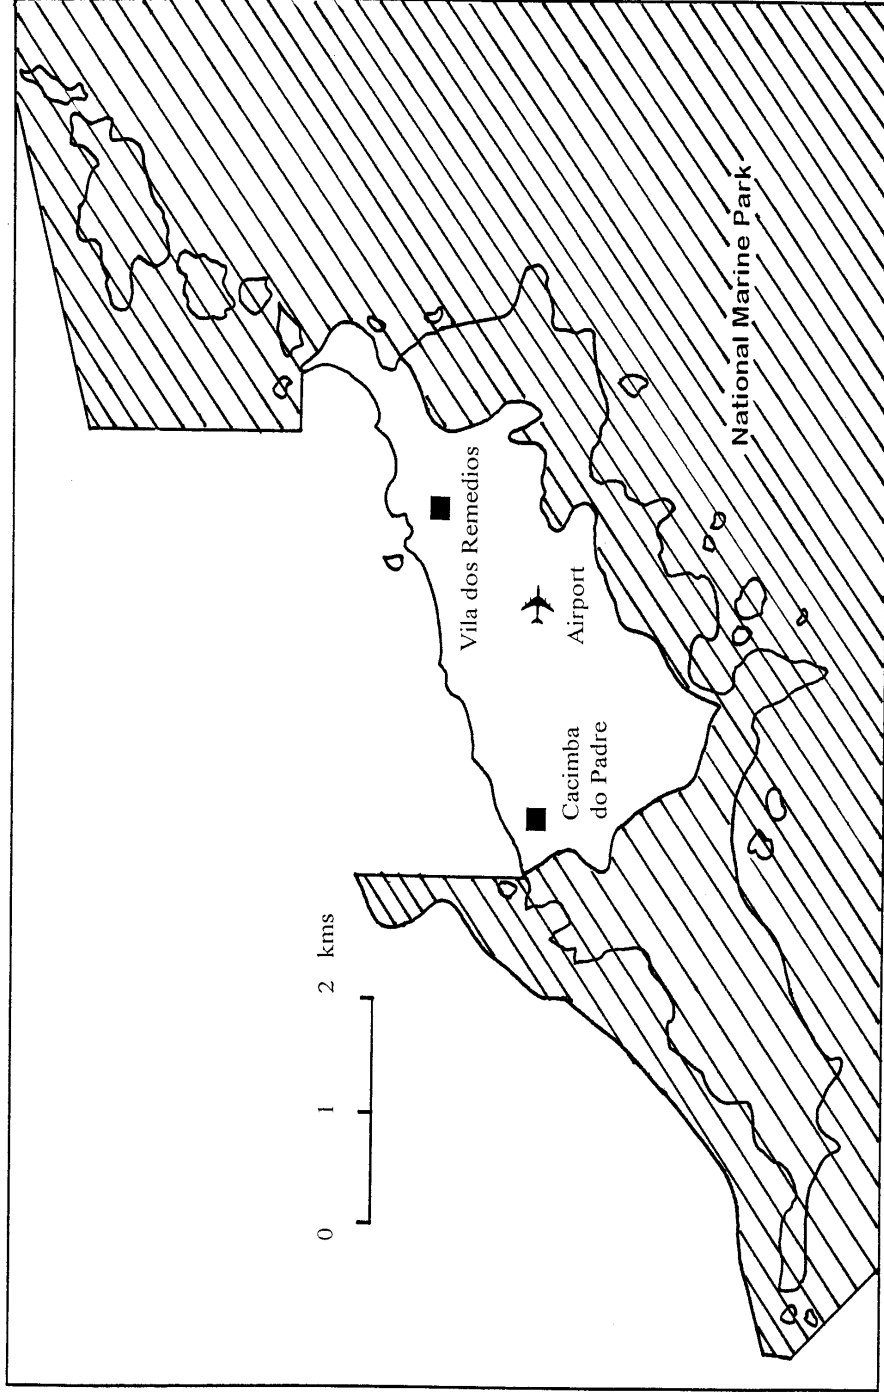 0 1 2 kms
Vila dos Remedios
Airport
Cacimba
do Padre
National Marine Park